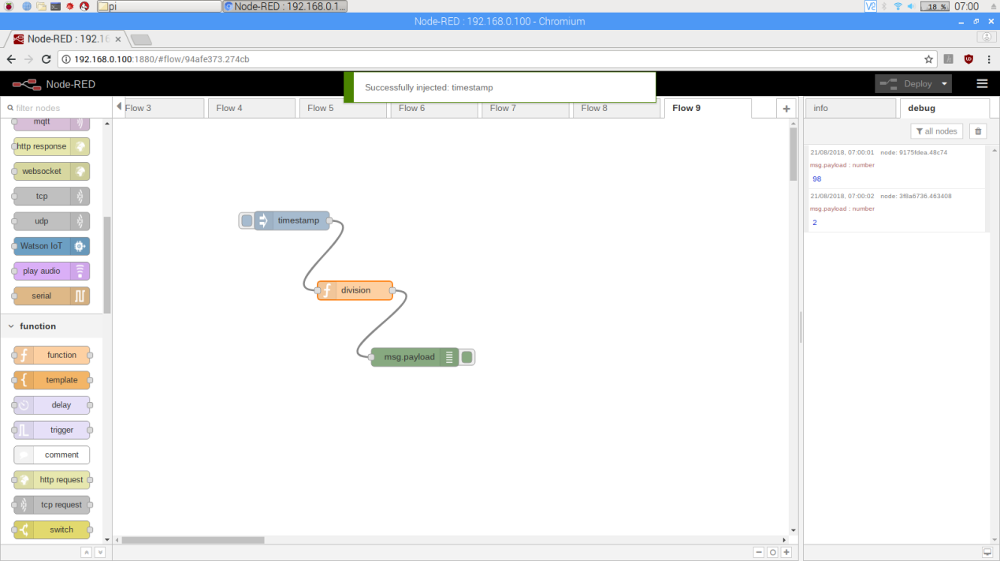 pi
Node-RED : 192.168.0.1...
18 %
07:00
Node-RED : 192.168.0.100 - Chromium
Node-RED : 192.16
192.168.0.100:1880/#flow/94afe373.274cb
Node-RED
Successfully injected: timestamp
Deploy
filter nodes
Flow 3
Flow 4
Flow 5
Flow 6
Flow 7
Flow 8
Flow 9
info
debug
all nodes
mqtt
http response
websocket
tcp
udp
Watson IoT
play audio
serial
function
function
template
delay
trigger
comment
http request
tcp request
switch
timestamp
division
msg.payload
21/08/2018, 07:00:01 node: 9175fdea.48c74
msg.payload : number
98
21/08/2018, 07:00:02 node: 3f8a6736.463408
msg.payload : number
2